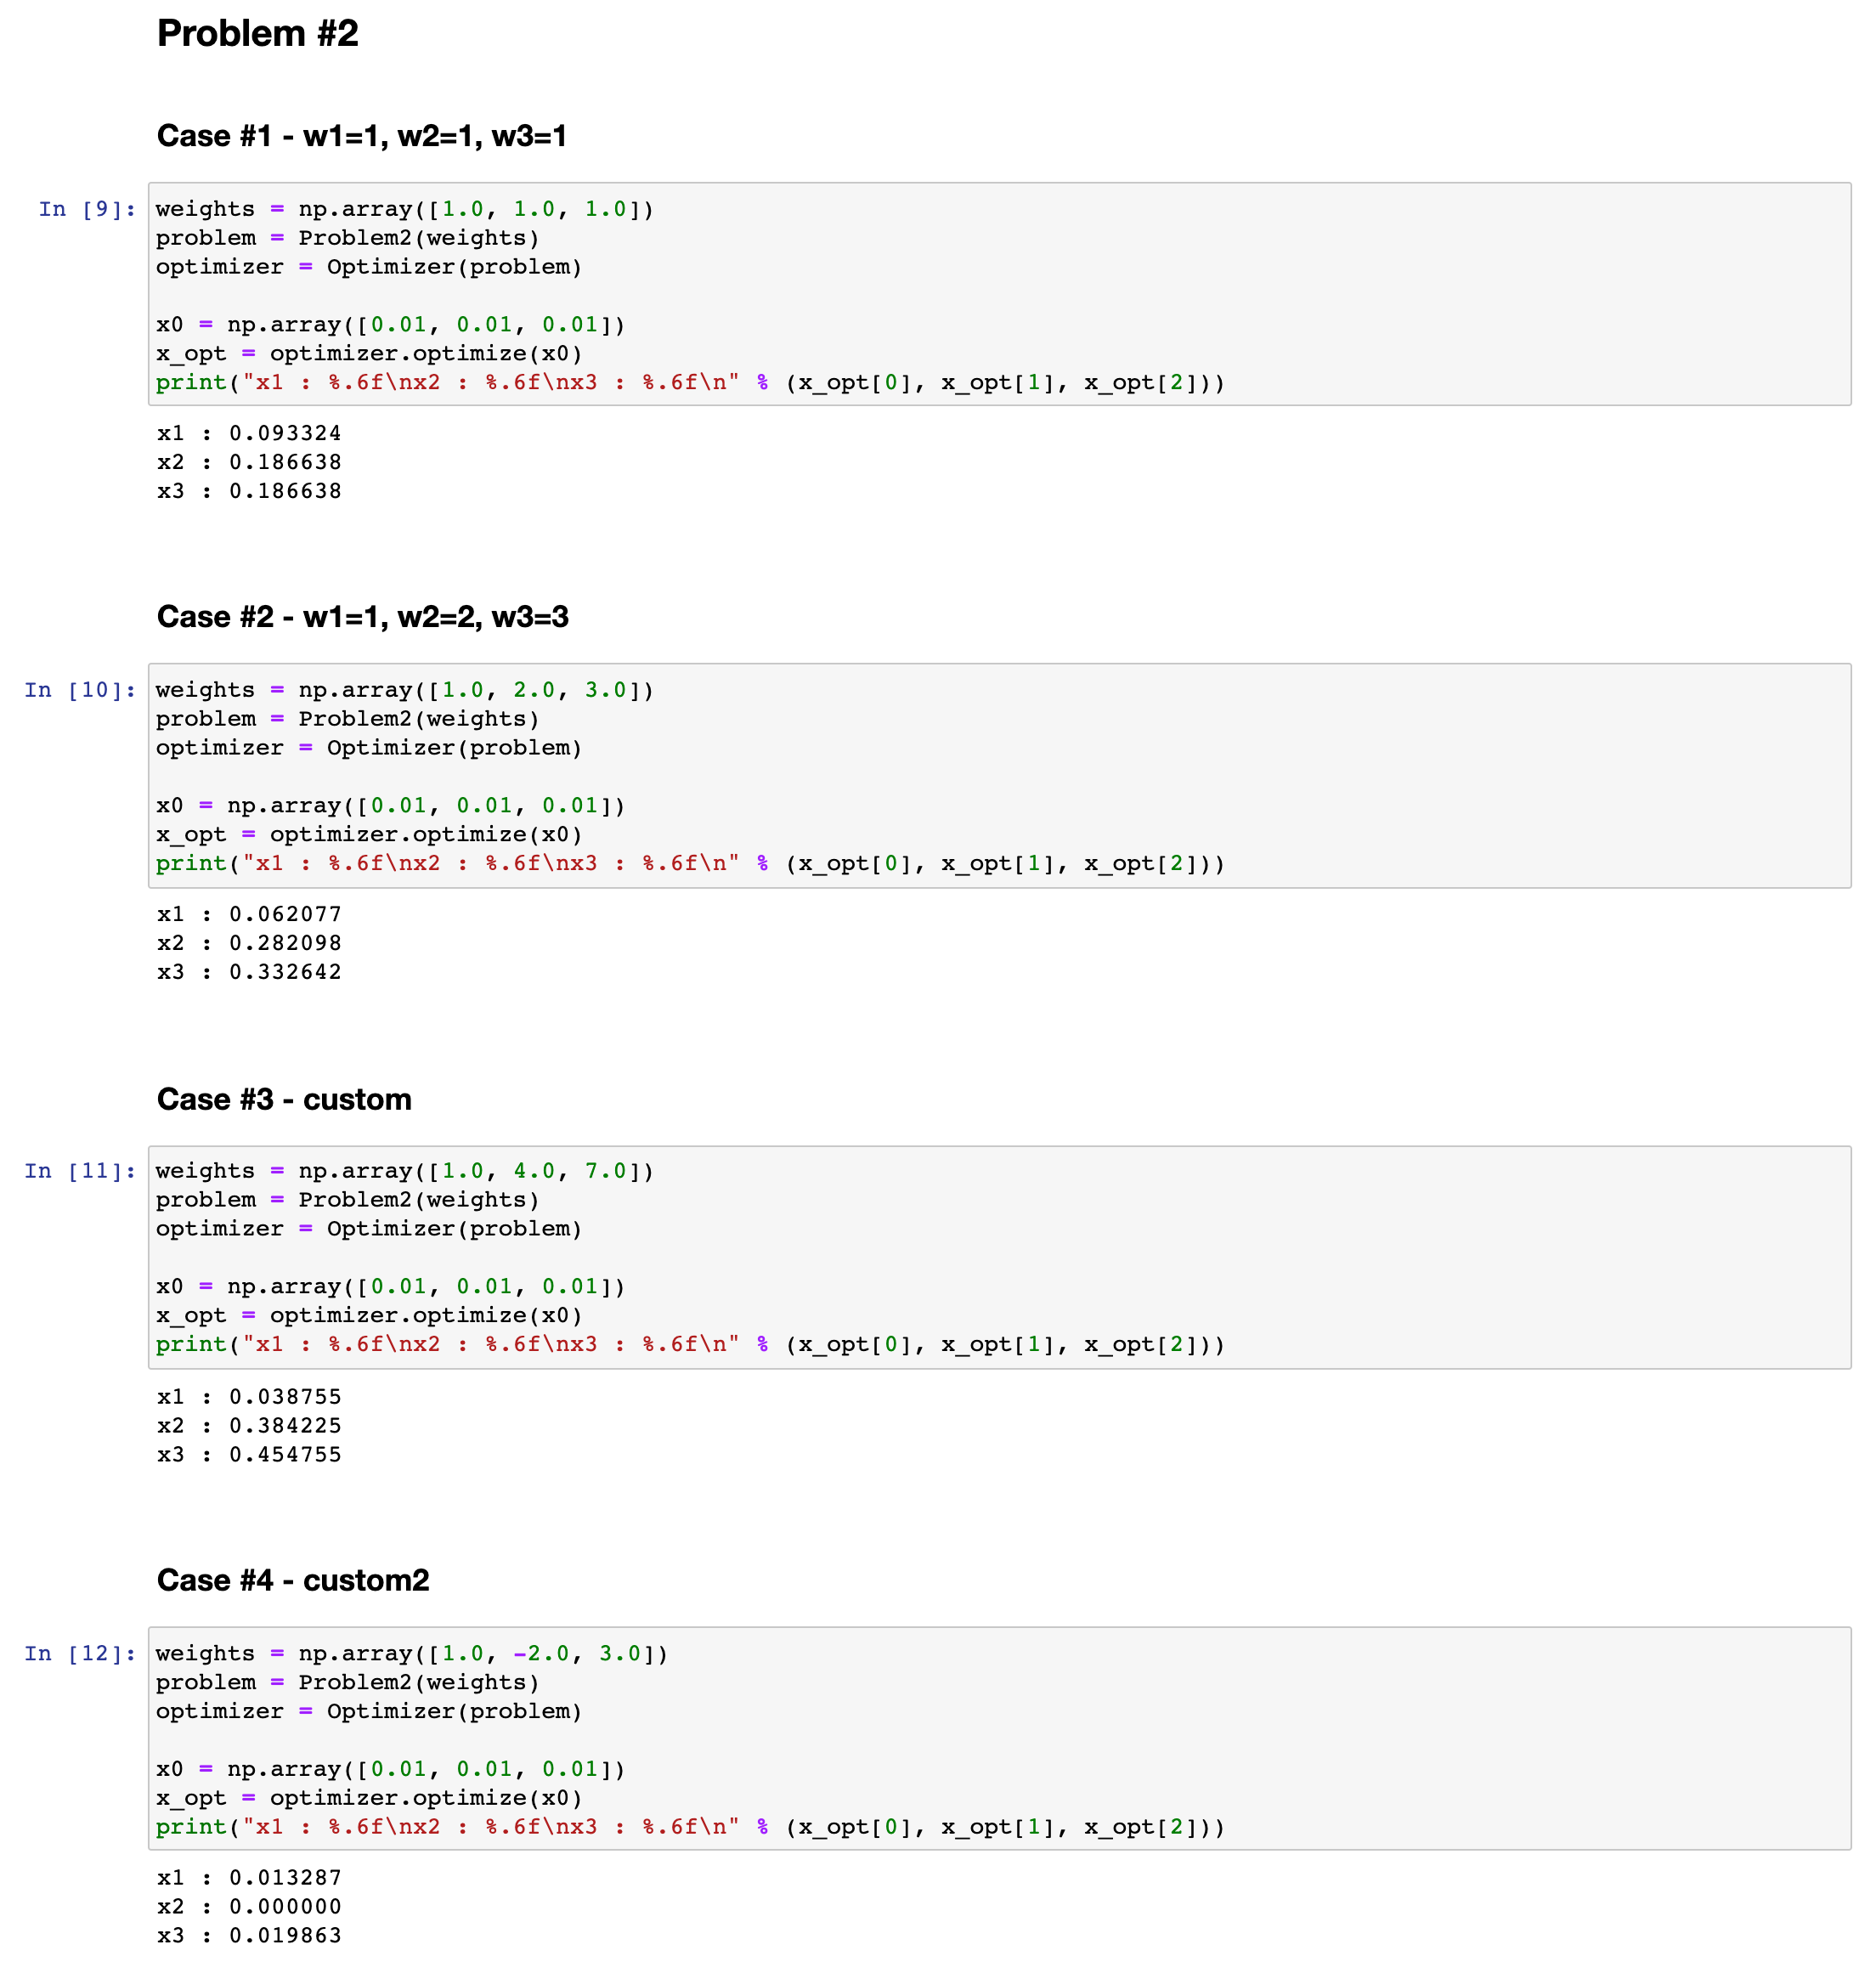 Problem #2
Case #1 - w1=1, w2=1, w3=1
In [9]:
weights = np.array([1.0, 1.0, 1.0])
problem = Problem2(weights)
optimizer = Optimizer(problem)
x0 = np.array([0.01, 0.01, 0.01])
x_opt = optimizer.optimize(x0)
print("x1 : %.6f\nx2 : %.6f\nx3 : %.6f\n" % (x_opt[0], x_opt[1], x_opt[2]))
x1 : 0.093324
x2 : 0.186638
x3 : 0.186638
Case #2 - w1=1, w2=2, w3=3
In [10]:
weights = np.array([1.0, 2.0, 3.0])
problem = Problem2(weights)
optimizer = Optimizer(problem)
x0 = np.array([0.01, 0.01, 0.01])
x_opt = optimizer.optimize(x0)
print("x1 : %.6f\nx2 : %.6f\nx3 : %.6f\n" % (x_opt[0], x_opt[1], x_opt[2]))
x1 : 0.062077
x2 : 0.282098
x3 : 0.332642
Case #3 - custom
In [11]:
weights = np.array([1.0, 4.0, 7.0])
problem = Problem2(weights)
optimizer = Optimizer(problem)
x0 = np.array([0.01, 0.01, 0.01])
x_opt = optimizer.optimize(x0)
print("x1 : %.6f\nx2 : %.6f\nx3 : %.6f\n" % (x_opt[0], x_opt[1], x_opt[2]))
x1 : 0.038755
x2 : 0.384225
x3 : 0.454755
Case #4 - custom2
In [12]:
weights = np.array([1.0, -2.0, 3.0])
problem = Problem2(weights)
optimizer = Optimizer(problem)
x0 = np.array([0.01, 0.01, 0.01])
x_opt = optimizer.optimize(x0)
print("x1 : %.6f\nx2 : %.6f\nx3 : %.6f\n" % (x_opt[0], x_opt[1], x_opt[2]))
x1 : 0.013287
x2 : 0.000000
x3 : 0.019863